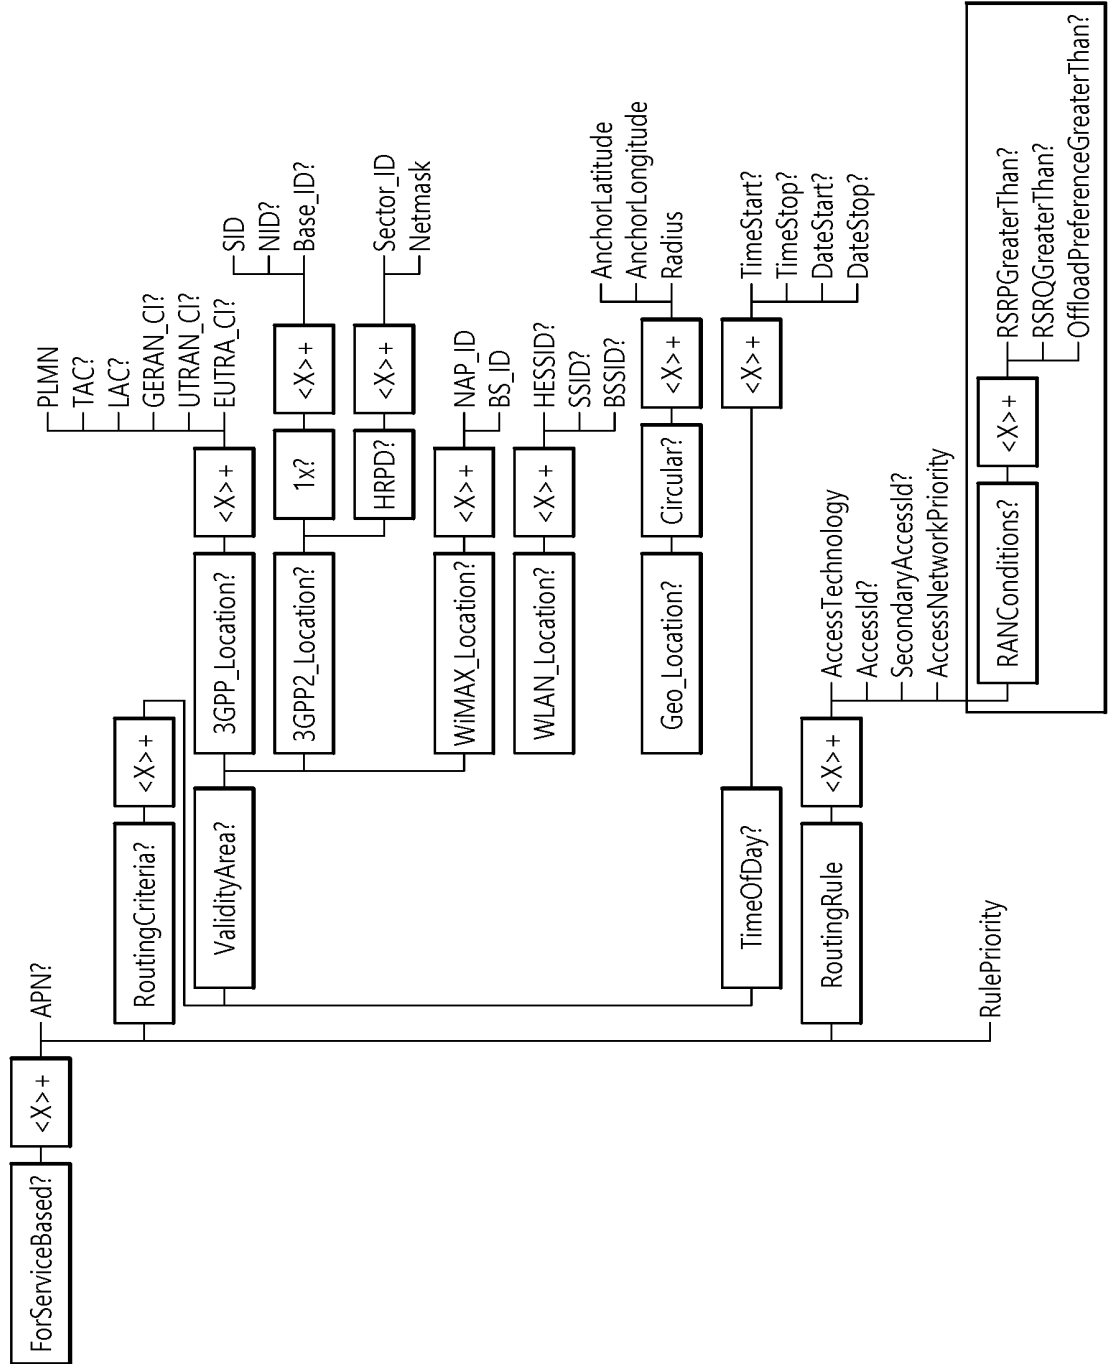 ForServiceBased?
<X>+
APN?
RoutingCriteria?
<X>+
ValidityArea?
3GPP_Location?
<X>+
PLMN
TAC?
LAC?
GERAN_CI?
UTRAN_CI?
EUTRA_CI?
3GPP2_Location?
1x?
<X>+
SID
NID?
Base_ID?
HRPD?
<X>+
Sector_ID
Netmask
WiMAX_Location?
<X>+
NAP_ID
BS_ID
WLAN_Location?
<X>+
HESSID?
SSID?
BSSID?
Geo_Location?
Circular?
<X>+
AnchorLatitude
AnchorLongitude
Radius
TimeOfDay?
<X>+
TimeStart?
TimeStop?
DateStart?
DateStop?
RoutingRule
<X>+
AccessTechnology
AccessId?
SecondaryAccessId?
AccessNetworkPriority
RANConditions?
<X>+
RSRPGreaterThan?
RSRQGreaterThan?
OffloadPreferenceGreaterThan?
RulePriority